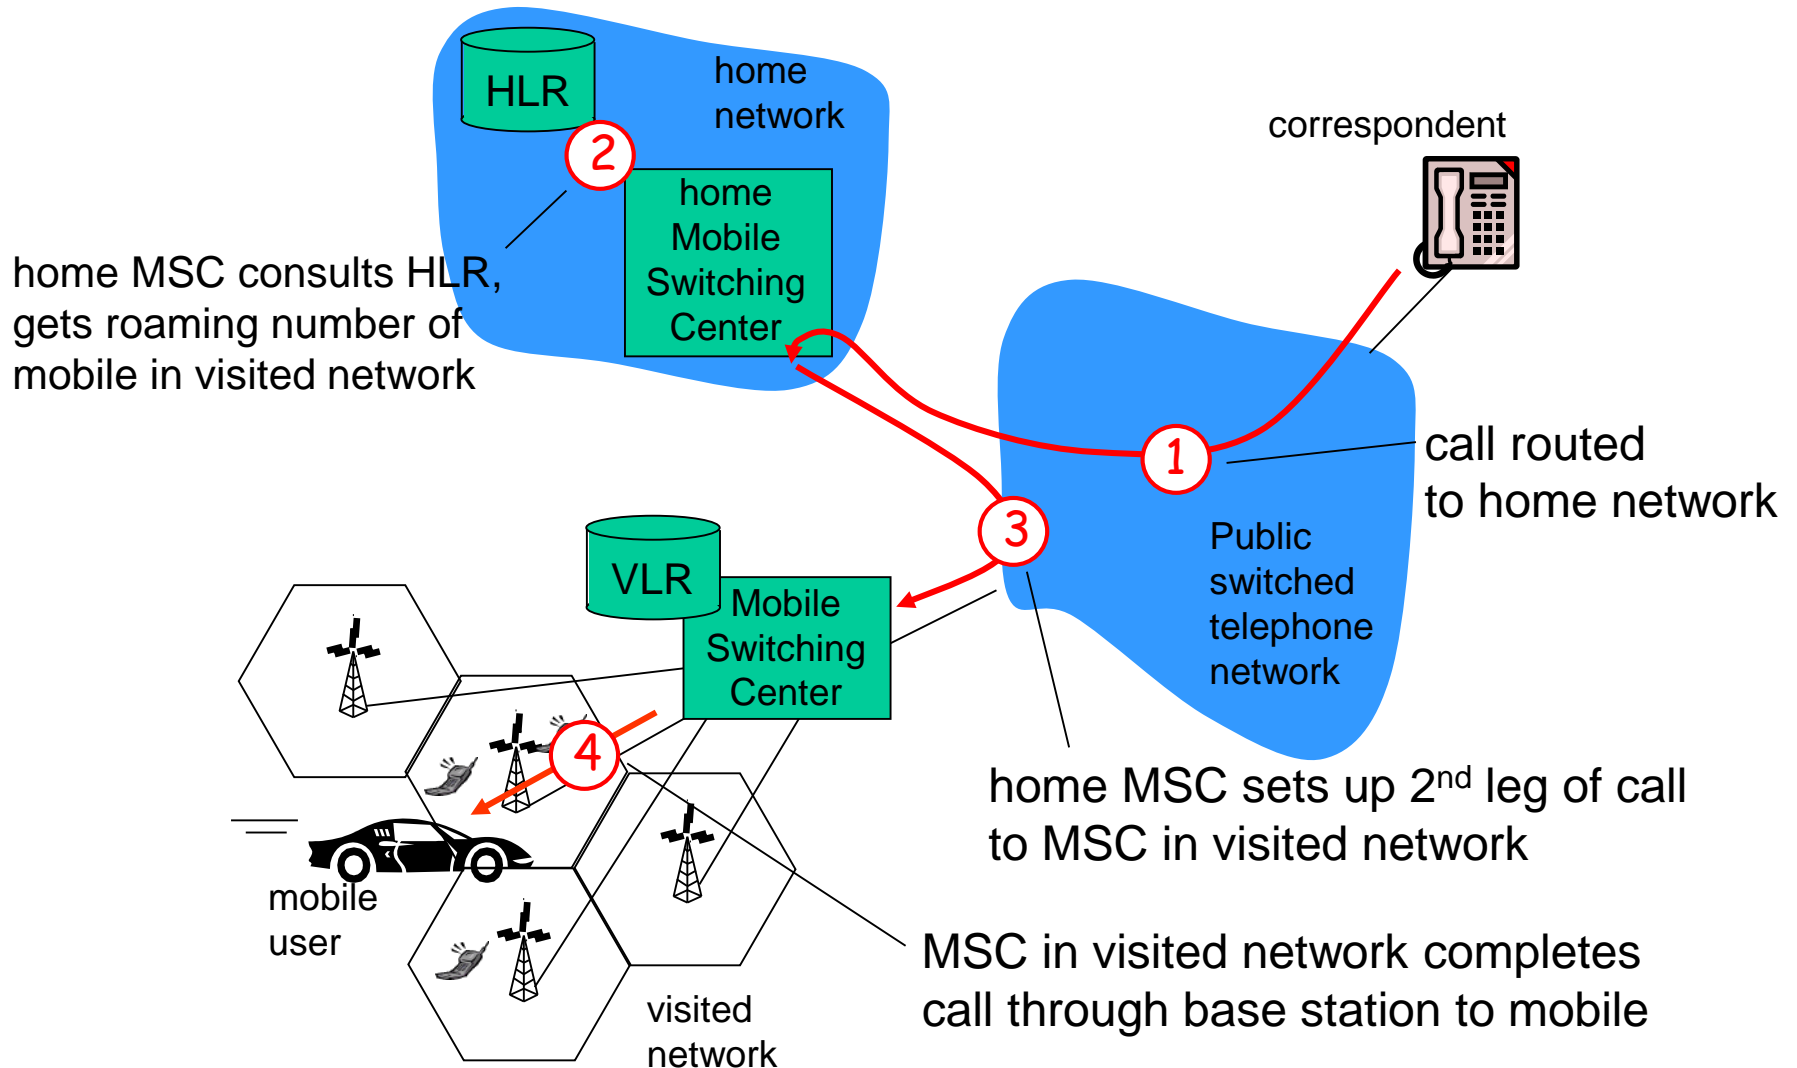 HLR
home
network
correspondent
2
home
Mobile
Switching
Center
home MSC consults HLR,
gets roaming number of
mobile in visited network
1
call routed
to home network
3
Public
switched
telephone
network
VLR
Mobile
Switching
Center
4
home MSC sets up 2nd leg of call
to MSC in visited network
mobile
user
MSC in visited network completes
call through base station to mobile
visited
network